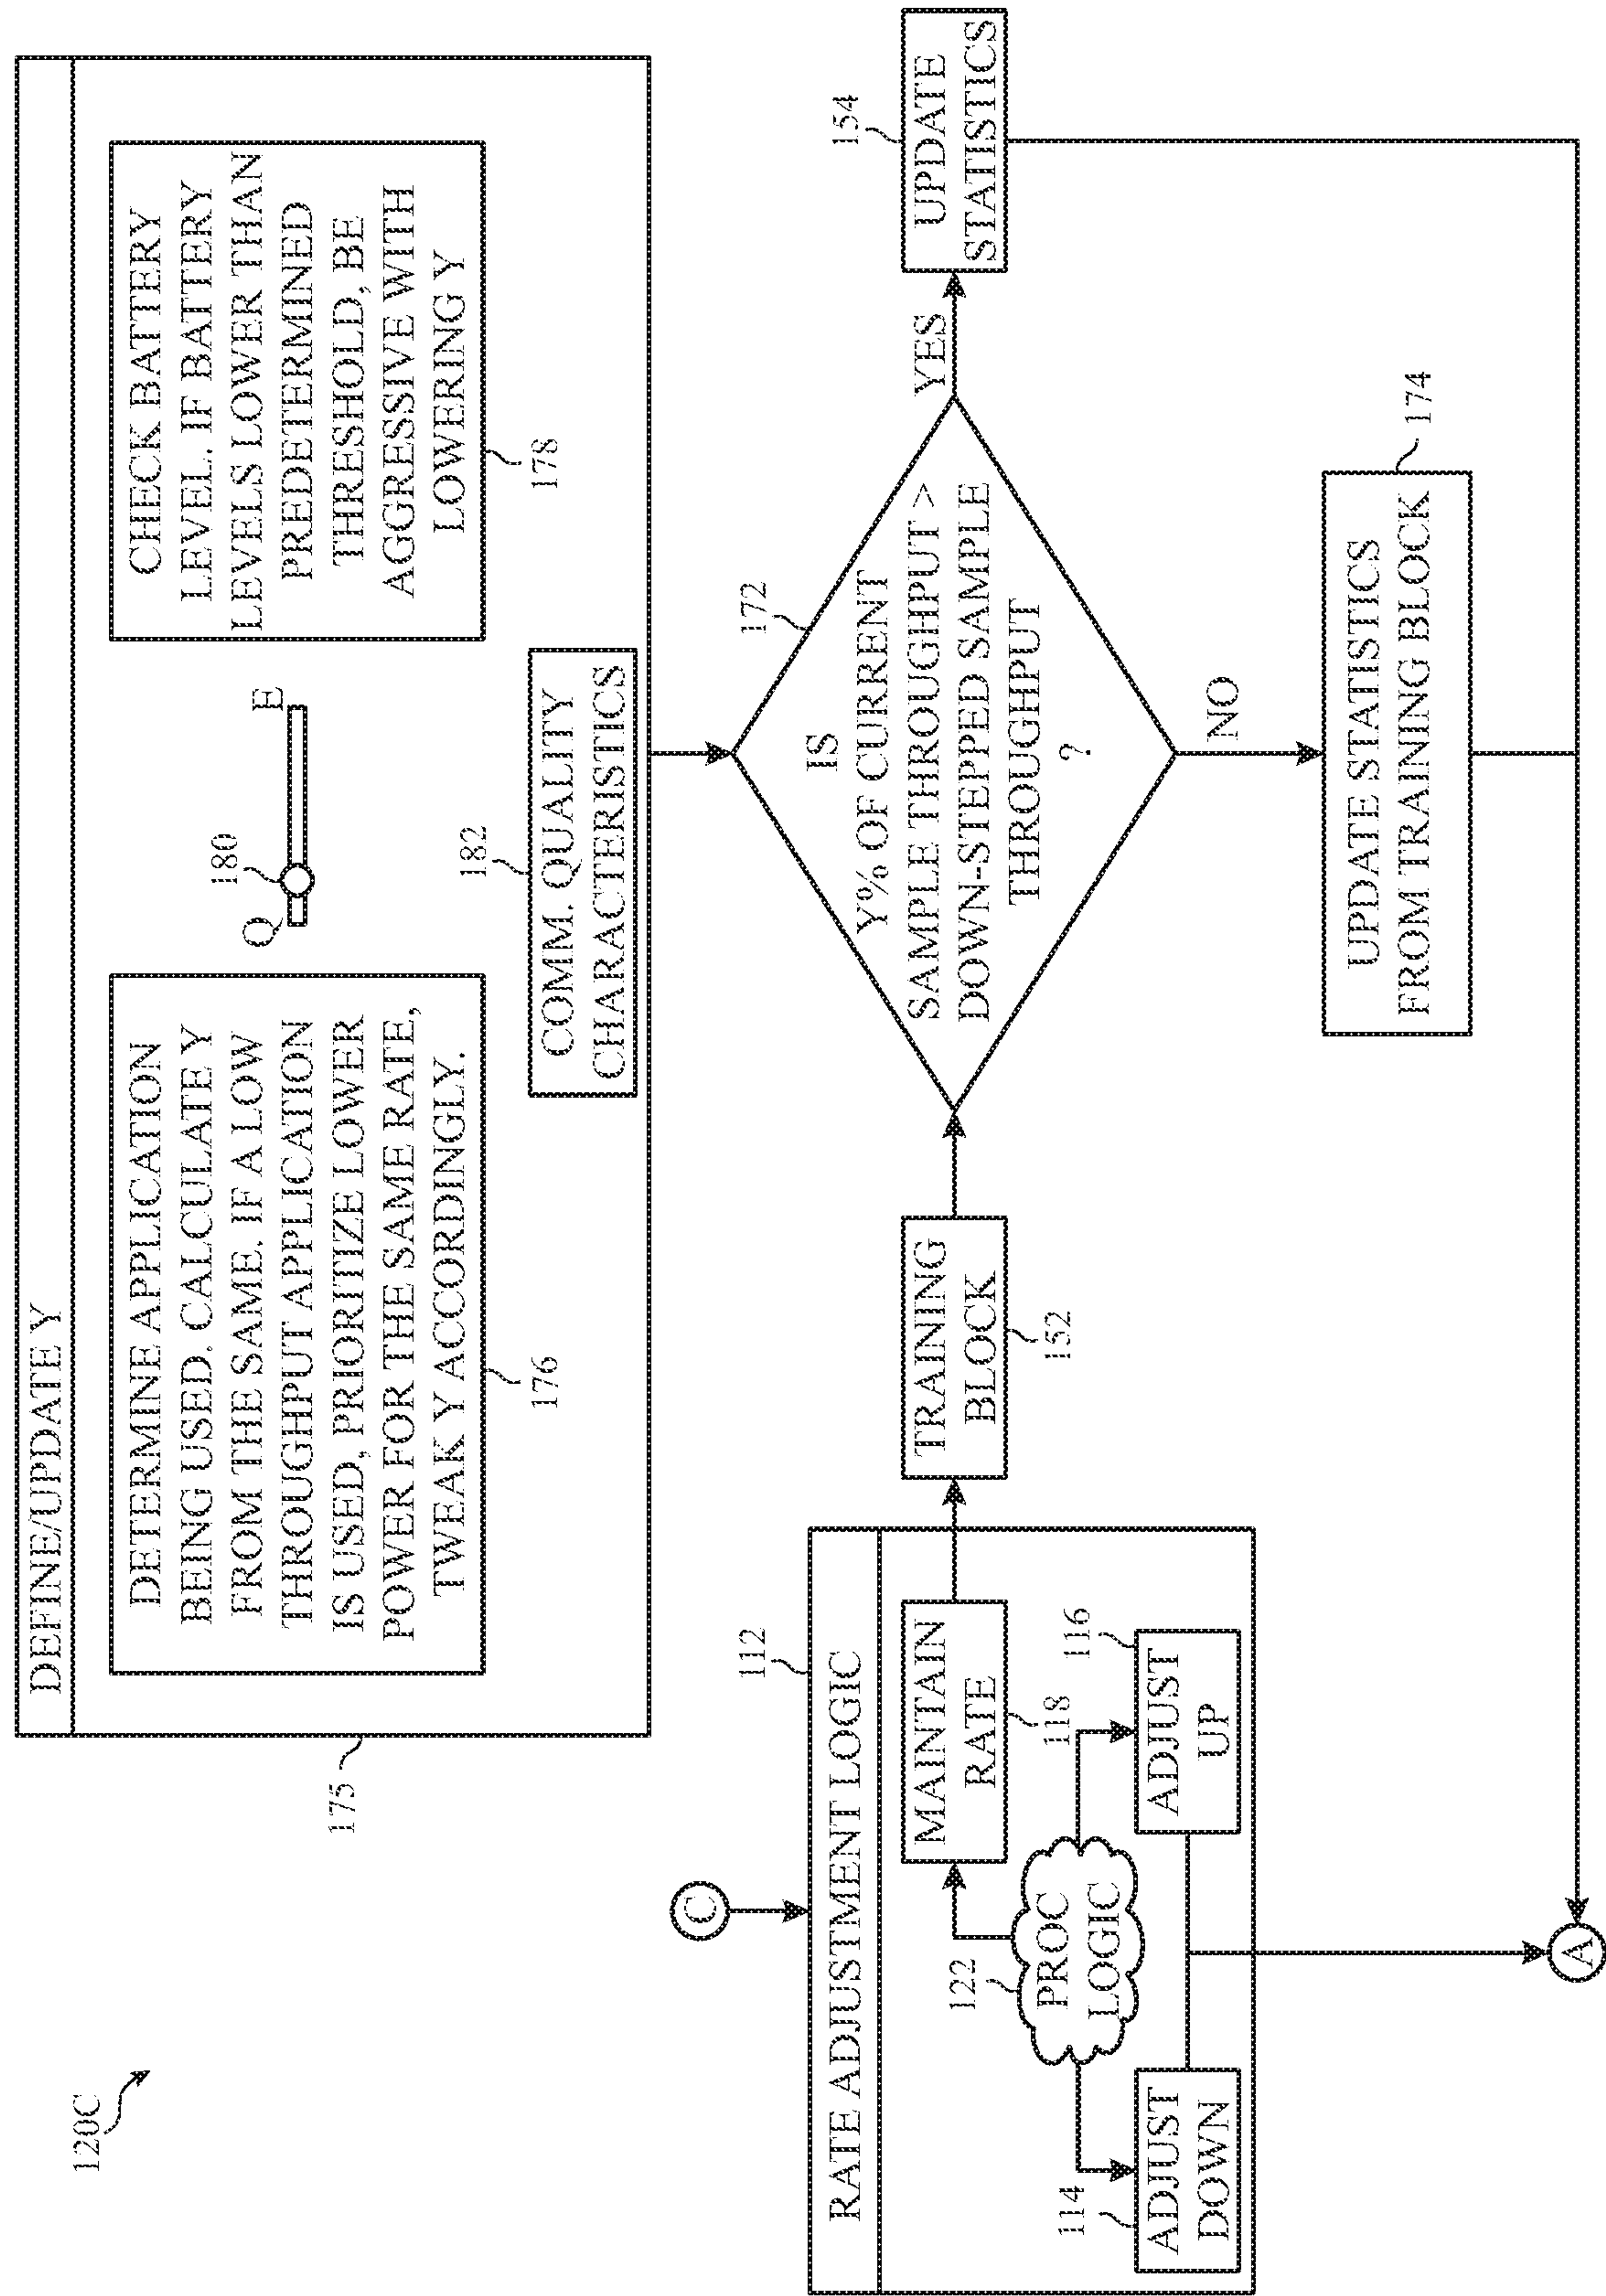 120C
DEFINE/UPDATE Y
175
DETERMINE APPLICATION
BEING USED. CALCULATE Y
FROM THE SAME. IF A LOW
THROUGHPUT APPLICATION
IS USED, PRIORITIZE LOWER
POWER FOR THE SAME RATE,
TWEAK Y ACCORDINGLY.
176
Q
E
180
CHECK BATTERY
LEVEL. IF BATTERY
LEVELS LOWER THAN
PREDETERMINED
THRESHOLD, BE
AGGRESSIVE WITH
LOWERING Y
178
182
COMM. QUALITY
CHARACTERISTICS
C
112
RATE ADJUSTMENT LOGIC
MAINTAIN
RATE
118
122
PROC
LOGIC
114
ADJUST
DOWN
116
ADJUST
UP
TRAINING
BLOCK
152
172
IS
Y% OF CURRENT
SAMPLE THROUGHPUT >
DOWN-STEPPED SAMPLE
THROUGHPUT
?
YES
NO
154
UPDATE
STATISTICS
UPDATE STATISTICS
FROM TRAINING BLOCK
174
A